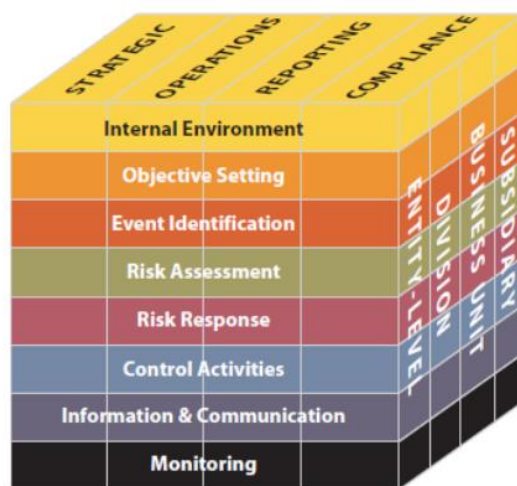 STRATEGIC
OPERATIONS
REPORTING
COMPLIANCE
Internal Environment
Objective Setting
Event Identification
Risk Assessment
Risk Response
Control Activities
Information & Communication
Monitoring
ENTITY-LEVEL
DIVISION
BUSINESS UNIT
SUBSIDIARY